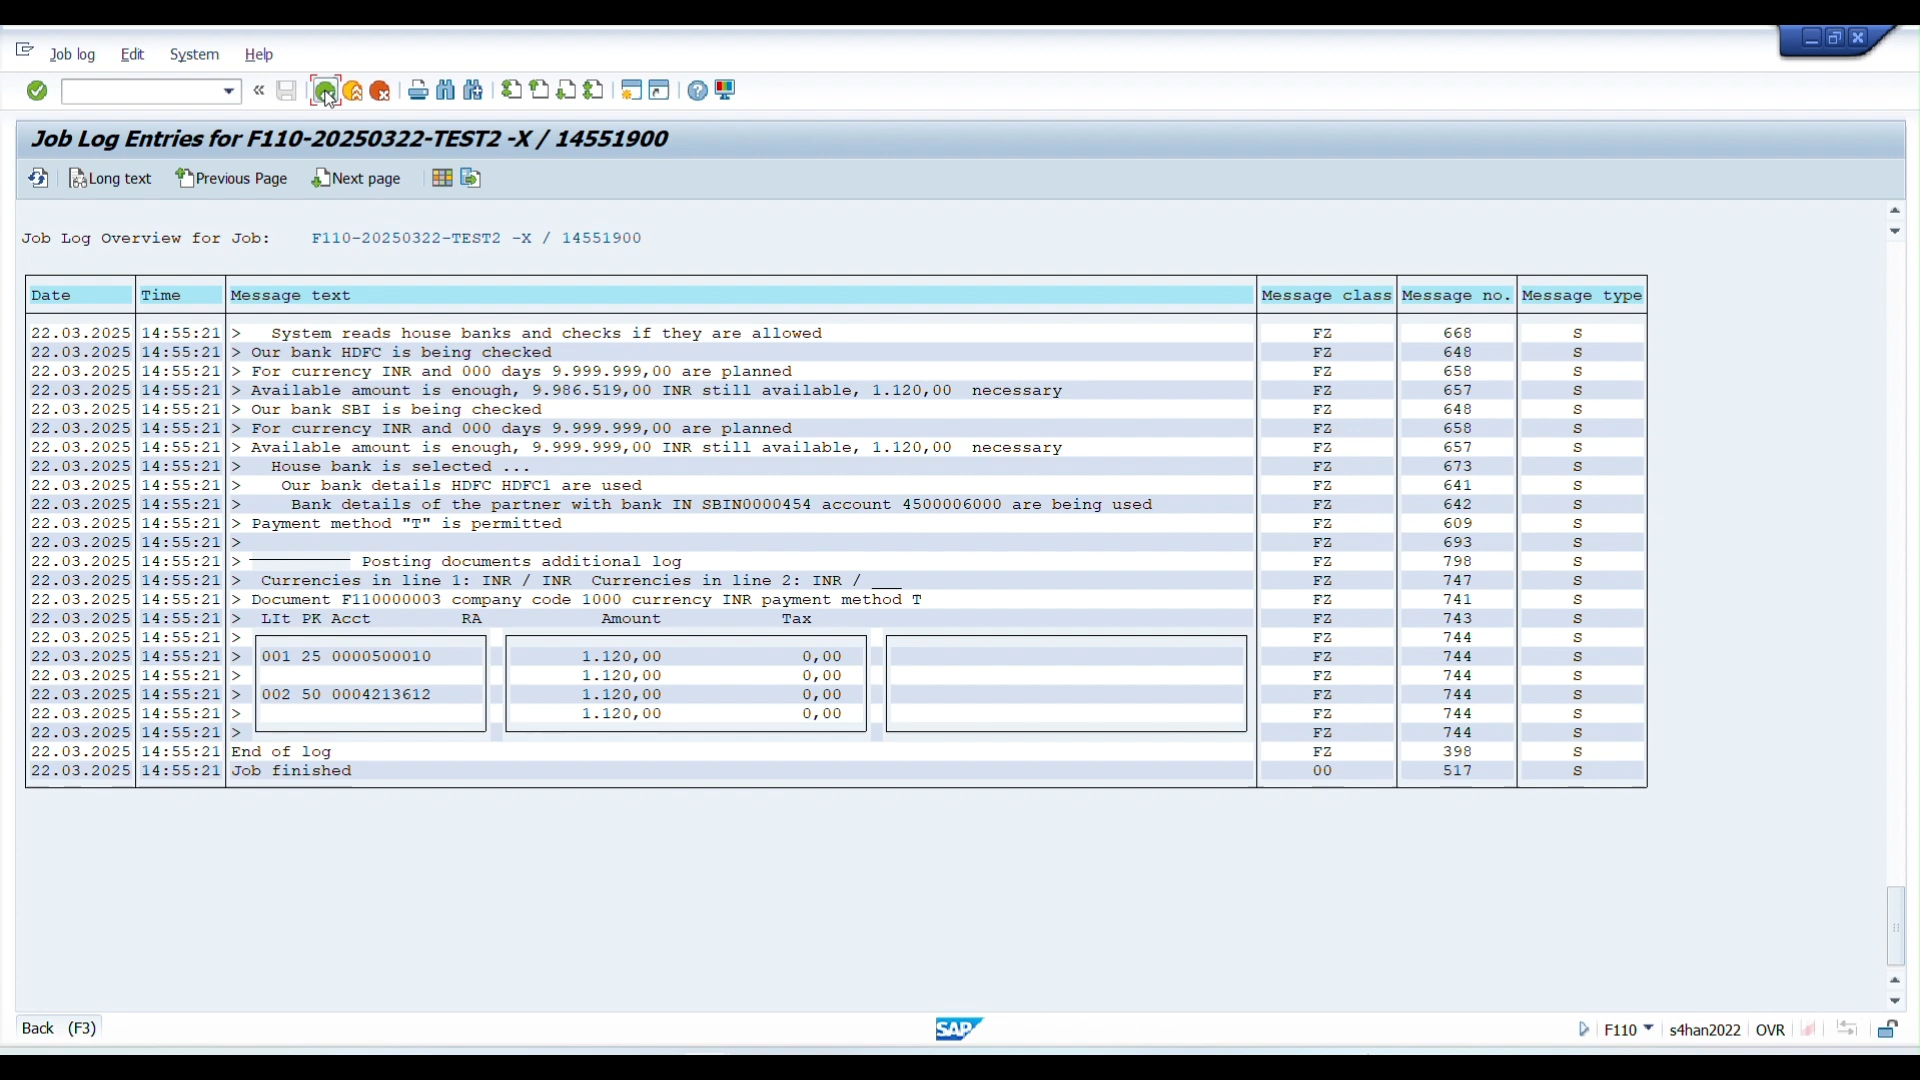 Job log Edit System Help
«
Job Log Entries for F110-20250322-TEST2 -X / 14551900
Long text Previous Page Next page
Job Log Overview for Job: F110-20250322-TEST2 -X / 14551900
Date Time Message text Message class Message no. Message type
22.03.2025 14:55:21 > System reads house banks and checks if they are allowed FZ 668 S
22.03.2025 14:55:21 > Our bank HDFC is being checked FZ 648 S
22.03.2025 14:55:21 > For currency INR and 000 days 9.999.999,00 are planned FZ 658 S
22.03.2025 14:55:21 > Available amount is enough, 9.986.519,00 INR still available, 1.120,00 necessary FZ 657 S
22.03.2025 14:55:21 > Our bank SBI is being checked FZ 648 S
22.03.2025 14:55:21 > For currency INR and 000 days 9.999.999,00 are planned FZ 658 S
22.03.2025 14:55:21 > Available amount is enough, 9.999.999,00 INR still available, 1.120,00 necessary FZ 657 S
22.03.2025 14:55:21 > House bank is selected ... FZ 673 S
22.03.2025 14:55:21 > Our bank details HDFC HDFC1 are used FZ 641 S
22.03.2025 14:55:21 > Bank details of the partner with bank IN SBIN0000454 account 4500006000 are being used FZ 642 S
22.03.2025 14:55:21 > Payment method "T" is permitted FZ 609 S
22.03.2025 14:55:21 > FZ 693 S
22.03.2025 14:55:21 > Posting documents additional log FZ 798 S
22.03.2025 14:55:21 > Currencies in line 1: INR / INR Currencies in line 2: INR / ___ FZ 747 S
22.03.2025 14:55:21 > Document F110000003 company code 1000 currency INR payment method T FZ 741 S
22.03.2025 14:55:21 > LIt PK Acct RA Amount Tax FZ 743 S
22.03.2025 14:55:21 > FZ 744 S
22.03.2025 14:55:21 > 001 25 0000500010 1.120,00 0,00 FZ 744 S
22.03.2025 14:55:21 > 1.120,00 0,00 FZ 744 S
22.03.2025 14:55:21 > 002 50 0004213612 1.120,00 0,00 FZ 744 S
22.03.2025 14:55:21 > 1.120,00 0,00 FZ 744 S
22.03.2025 14:55:21 > FZ 744 S
22.03.2025 14:55:21 End of log FZ 398 S
22.03.2025 14:55:21 Job finished 00 517 S
Back (F3) SAP F110 s4han2022 OVR